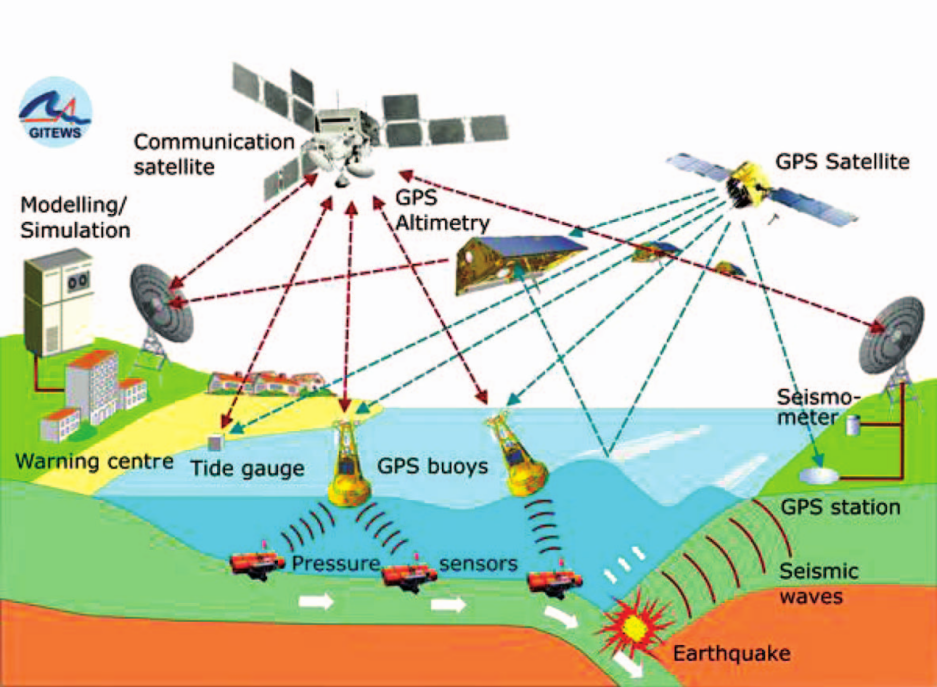 GITEWS
Communication
satellite
GPS Satellite
Modelling/
Simulation
GPS
Altimetry
Seismo-
meter
Warning centre
Tide gauge
GPS buoys
GPS station
Pressure
sensors
Seismic
waves
Earthquake